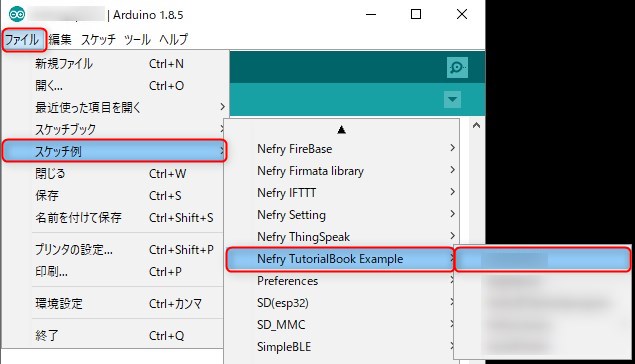 | Arduino 1.8.5
ファイル 編集 スケッチ ツール ヘルプ
新規ファイル Ctrl+N
開く... Ctrl+O
最近使った項目を開く
スケッチブック
スケッチ例
閉じる Ctrl+W
保存 Ctrl+S
名前を付けて保存 Ctrl+Shift+S
プリンタの設定... Ctrl+Shift+P
印刷... Ctrl+P
環境設定 Ctrl+カンマ
終了 Ctrl+Q
Nefry FireBase
Nefry Firmata library
Nefry IFTTT
Nefry Setting
Nefry ThingSpeak
Nefry TutorialBook Example
Preferences
SD(esp32)
SD_MMC
SimpleBLE